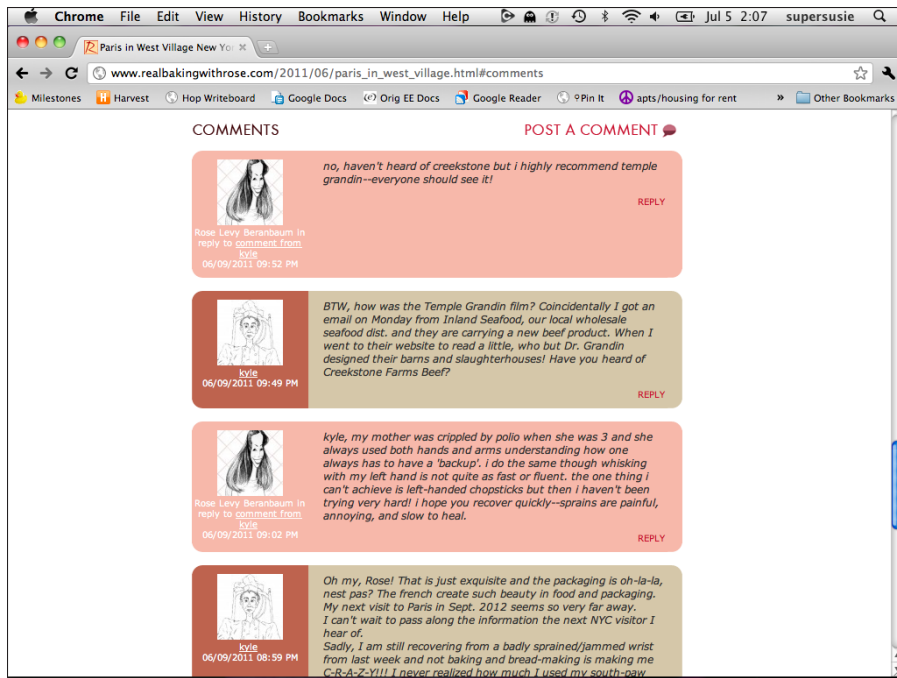 Chrome File Edit View History Bookmarks Window Help Jul 5 2:07 supersusie
Paris in West Village New Yo
www.realbakingwithrose.com/2011/06/paris_in_west_village.html#comments
Milestones Harvest Hop Writeboard Google Docs Orig EE Docs Google Reader Pin It apts/housing for rent » Other Bookmarks
COMMENTS POST A COMMENT
no, haven't heard of creekstone but i highly recommend temple
grandin--everyone should see it!
REPLY
Rose Levy Beranbaum in
reply to comment from
kyle
06/09/2011 09:52 PM
BTW, how was the Temple Grandin film? Coincidentally I got an
email on Monday from Inland Seafood, our local wholesale
seafood dist. and they are carrying a new beef product. When I
went to their website to read a little, who but Dr. Grandin
designed their barns and slaughterhouses! Have you heard of
Creekstone Farms Beef?
REPLY
kyle
06/09/2011 09:49 PM
kyle, my mother was crippled by polio when she was 3 and she
always used both hands and arms understanding how one
always has to have a 'backup'. i do the same though whisking
with my left hand is not quite as fast or fluent. the one thing i
can't achieve is left-handed chopsticks but then i haven't been
trying very hard! i hope you recover quickly--sprains are painful,
annoying, and slow to heal.
REPLY
Rose Levy Beranbaum in
reply to comment from
kyle
06/09/2011 09:02 PM
Oh my, Rose! That is just exquisite and the packaging is oh-la-la,
nest pas? The french create such beauty in food and packaging.
My next visit to Paris in Sept. 2012 seems so very far away.
I can't wait to pass along the information the next NYC visitor I
hear of.
Sadly, I am still recovering from a badly sprained/jammed wrist
from last week and not baking and bread-making is making me
C-R-A-Z-Y!!! I never realized how much I used my south-paw
kyle
06/09/2011 08:59 PM